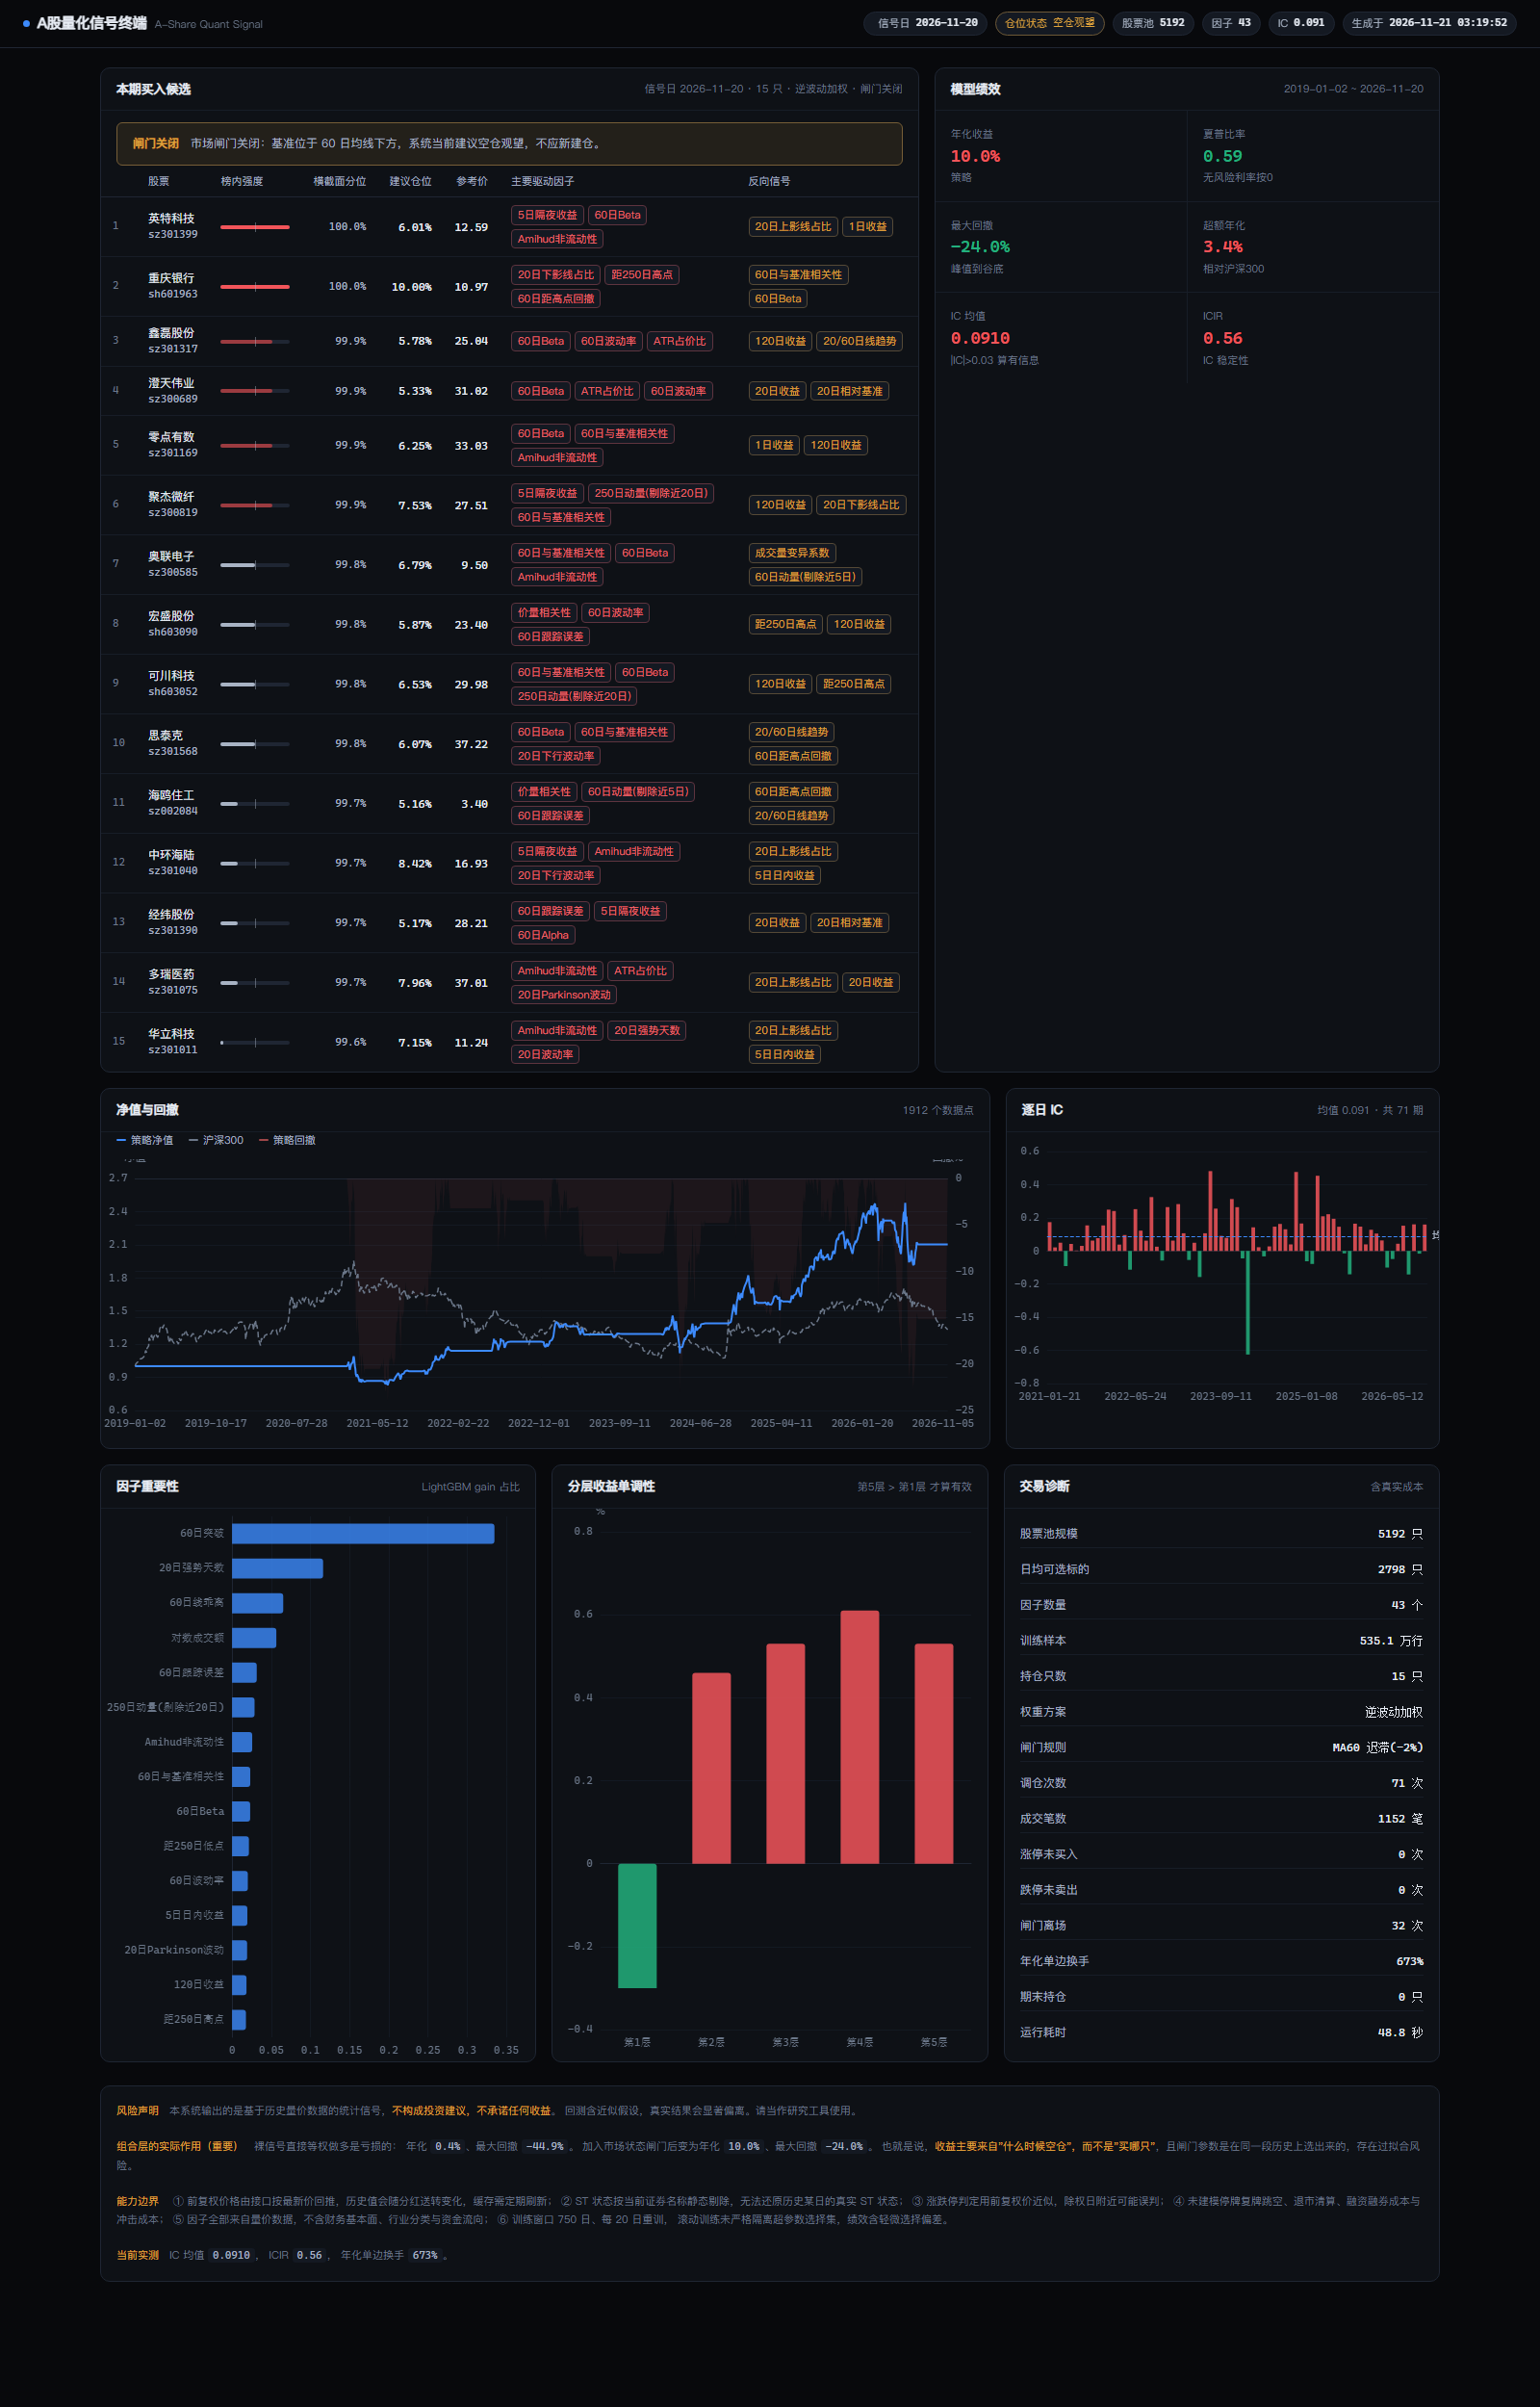 A股量化信号终端 A-Share Quant Signal 信号日 2026-11-20 仓位状态 空仓观望 股票池 5192 因子 43 IC 0.091 生成于 2026-11-21 03:19:52
本期买入候选 信号日 2026-11-20 · 15 只 · 逆波动加权 · 闸门关闭
闸门关闭 市场闸门关闭：基准位于 60 日均线下方，系统当前建议空仓观望，不应新建仓。
股票 榜内强度 横截面分位 建议仓位 参考价 主要驱动因子 反向信号
1 英特科技 sz301399 100.0% 6.01% 12.59 5日隔夜收益 60日Beta Amihud非流动性 20日上影线占比 1日收益
2 重庆银行 sh601963 100.0% 10.00% 10.97 20日下影线占比 距250日高点 60日距高点回撤 60日与基准相关性 60日Beta
3 鑫磊股份 sz301317 99.9% 5.78% 25.04 60日Beta 60日波动率 ATR占价比 120日收益 20/60日线趋势
4 澄天伟业 sz300689 99.9% 5.33% 31.02 60日Beta ATR占价比 60日波动率 20日收益 20日相对基准
5 零点有数 sz301169 99.9% 6.25% 33.03 60日Beta 60日与基准相关性 Amihud非流动性 1日收益 120日收益
6 聚杰微纤 sz300819 99.9% 7.53% 27.51 5日隔夜收益 250日动量(剔除近20日) 60日与基准相关性 120日收益 20日下影线占比
7 奥联电子 sz300585 99.8% 6.79% 9.50 60日与基准相关性 60日Beta Amihud非流动性 成交量变异系数 60日动量(剔除近5日)
8 宏盛股份 sh603090 99.8% 5.87% 23.40 价量相关性 60日波动率 60日跟踪误差 距250日高点 120日收益
9 可川科技 sh603052 99.8% 6.53% 29.98 60日与基准相关性 60日Beta 250日动量(剔除近20日) 120日收益 距250日高点
10 思泰克 sz301568 99.8% 6.07% 37.22 60日Beta 60日与基准相关性 20日下行波动率 20/60日线趋势 60日距高点回撤
11 海鸥住工 sz002084 99.7% 5.16% 3.40 价量相关性 60日动量(剔除近5日) 60日跟踪误差 60日距高点回撤 20/60日线趋势
12 中环海陆 sz301040 99.7% 8.42% 16.93 5日隔夜收益 Amihud非流动性 20日下行波动率 20日上影线占比 5日日内收益
13 经纬股份 sz301390 99.7% 5.17% 28.21 60日跟踪误差 5日隔夜收益 60日Alpha 20日收益 20日相对基准
14 多瑞医药 sz301075 99.7% 7.96% 37.01 Amihud非流动性 ATR占价比 20日Parkinson波动 20日上影线占比 20日收益
15 华立科技 sz301011 99.6% 7.15% 11.24 Amihud非流动性 20日强势天数 20日波动率 20日上影线占比 5日日内收益
模型绩效 2019-01-02 ~ 2026-11-20
年化收益 夏普比率
10.0% 0.59
策略 无风险利率按0
最大回撤 超额年化
-24.0% 3.4%
峰值到谷底 相对沪深300
IC 均值 ICIR
0.0910 0.56
|IC|>0.03 算有信息 IC 稳定性
净值与回撤 1912 个数据点
策略净值 沪深300 策略回撤
2.7 0
2.4 -5
2.1
1.8 -10
1.5 -15
1.2
0.9 -20
0.6 -25
2019-01-02 2019-10-17 2020-07-28 2021-05-12 2022-02-22 2022-12-01 2023-09-11 2024-06-28 2025-04-11 2026-01-20 2026-11-05
逐日 IC 均值 0.091 · 共 71 期
0.6
0.4
0.2
0
-0.2
-0.4
-0.6
-0.8
2021-01-21 2022-05-24 2023-09-11 2025-01-08 2026-05-12
因子重要性 LightGBM gain 占比
60日突破
20日强势天数
60日线乖离
对数成交额
60日跟踪误差
250日动量(剔除近20日)
Amihud非流动性
60日与基准相关性
60日Beta
距250日低点
60日波动率
5日日内收益
20日Parkinson波动
120日收益
距250日高点
0 0.05 0.1 0.15 0.2 0.25 0.3 0.35
分层收益单调性 第5层 > 第1层 才算有效
%
0.8
0.6
0.4
0.2
0
-0.2
-0.4
第1层 第2层 第3层 第4层 第5层
交易诊断 含真实成本
股票池规模 5192 只
日均可选标的 2798 只
因子数量 43 个
训练样本 535.1 万行
持仓只数 15 只
权重方案 逆波动加权
闸门规则 MA60 迟滞(-2%)
调仓次数 71 次
成交笔数 1152 笔
涨停未买入 0 次
跌停未卖出 0 次
闸门离场 32 次
年化单边换手 673%
期末持仓 0 只
运行耗时 48.8 秒
风险声明 本系统输出的是基于历史量价数据的统计信号，不构成投资建议，不承诺任何收益。回测含近似假设，真实结果会显著偏离。请当作研究工具使用。
组合层的实际作用（重要） 裸信号直接等权做多是亏损的： 年化 0.4%、最大回撤 -44.9%。加入市场状态闸门后变为年化 10.0%、最大回撤 -24.0%。也就是说，收益主要来自"什么时候空仓"，而不是"买哪只"，且闸门参数是在同一段历史上选出来的，存在过拟合风
险。
能力边界 ① 前复权价格由接口按最新价回推，历史值会随分红送转变化，缓存需定期刷新； ② ST 状态按当前证券名称静态剔除，无法还原历史某日的真实 ST 状态； ③ 涨跌停判定用前复权价近似，除权日附近可能误判； ④ 未建模停牌复牌跳空、退市清算、融资融券成本与
冲击成本； ⑤ 因子全部来自量价数据，不含财务基本面、行业分类与资金流向； ⑥ 训练窗口 750 日、每 20 日重训， 滚动训练未严格隔离超参数选择集，绩效含轻微选择偏差。
当前实测 IC 均值 0.0910， ICIR 0.56， 年化单边换手 673%。